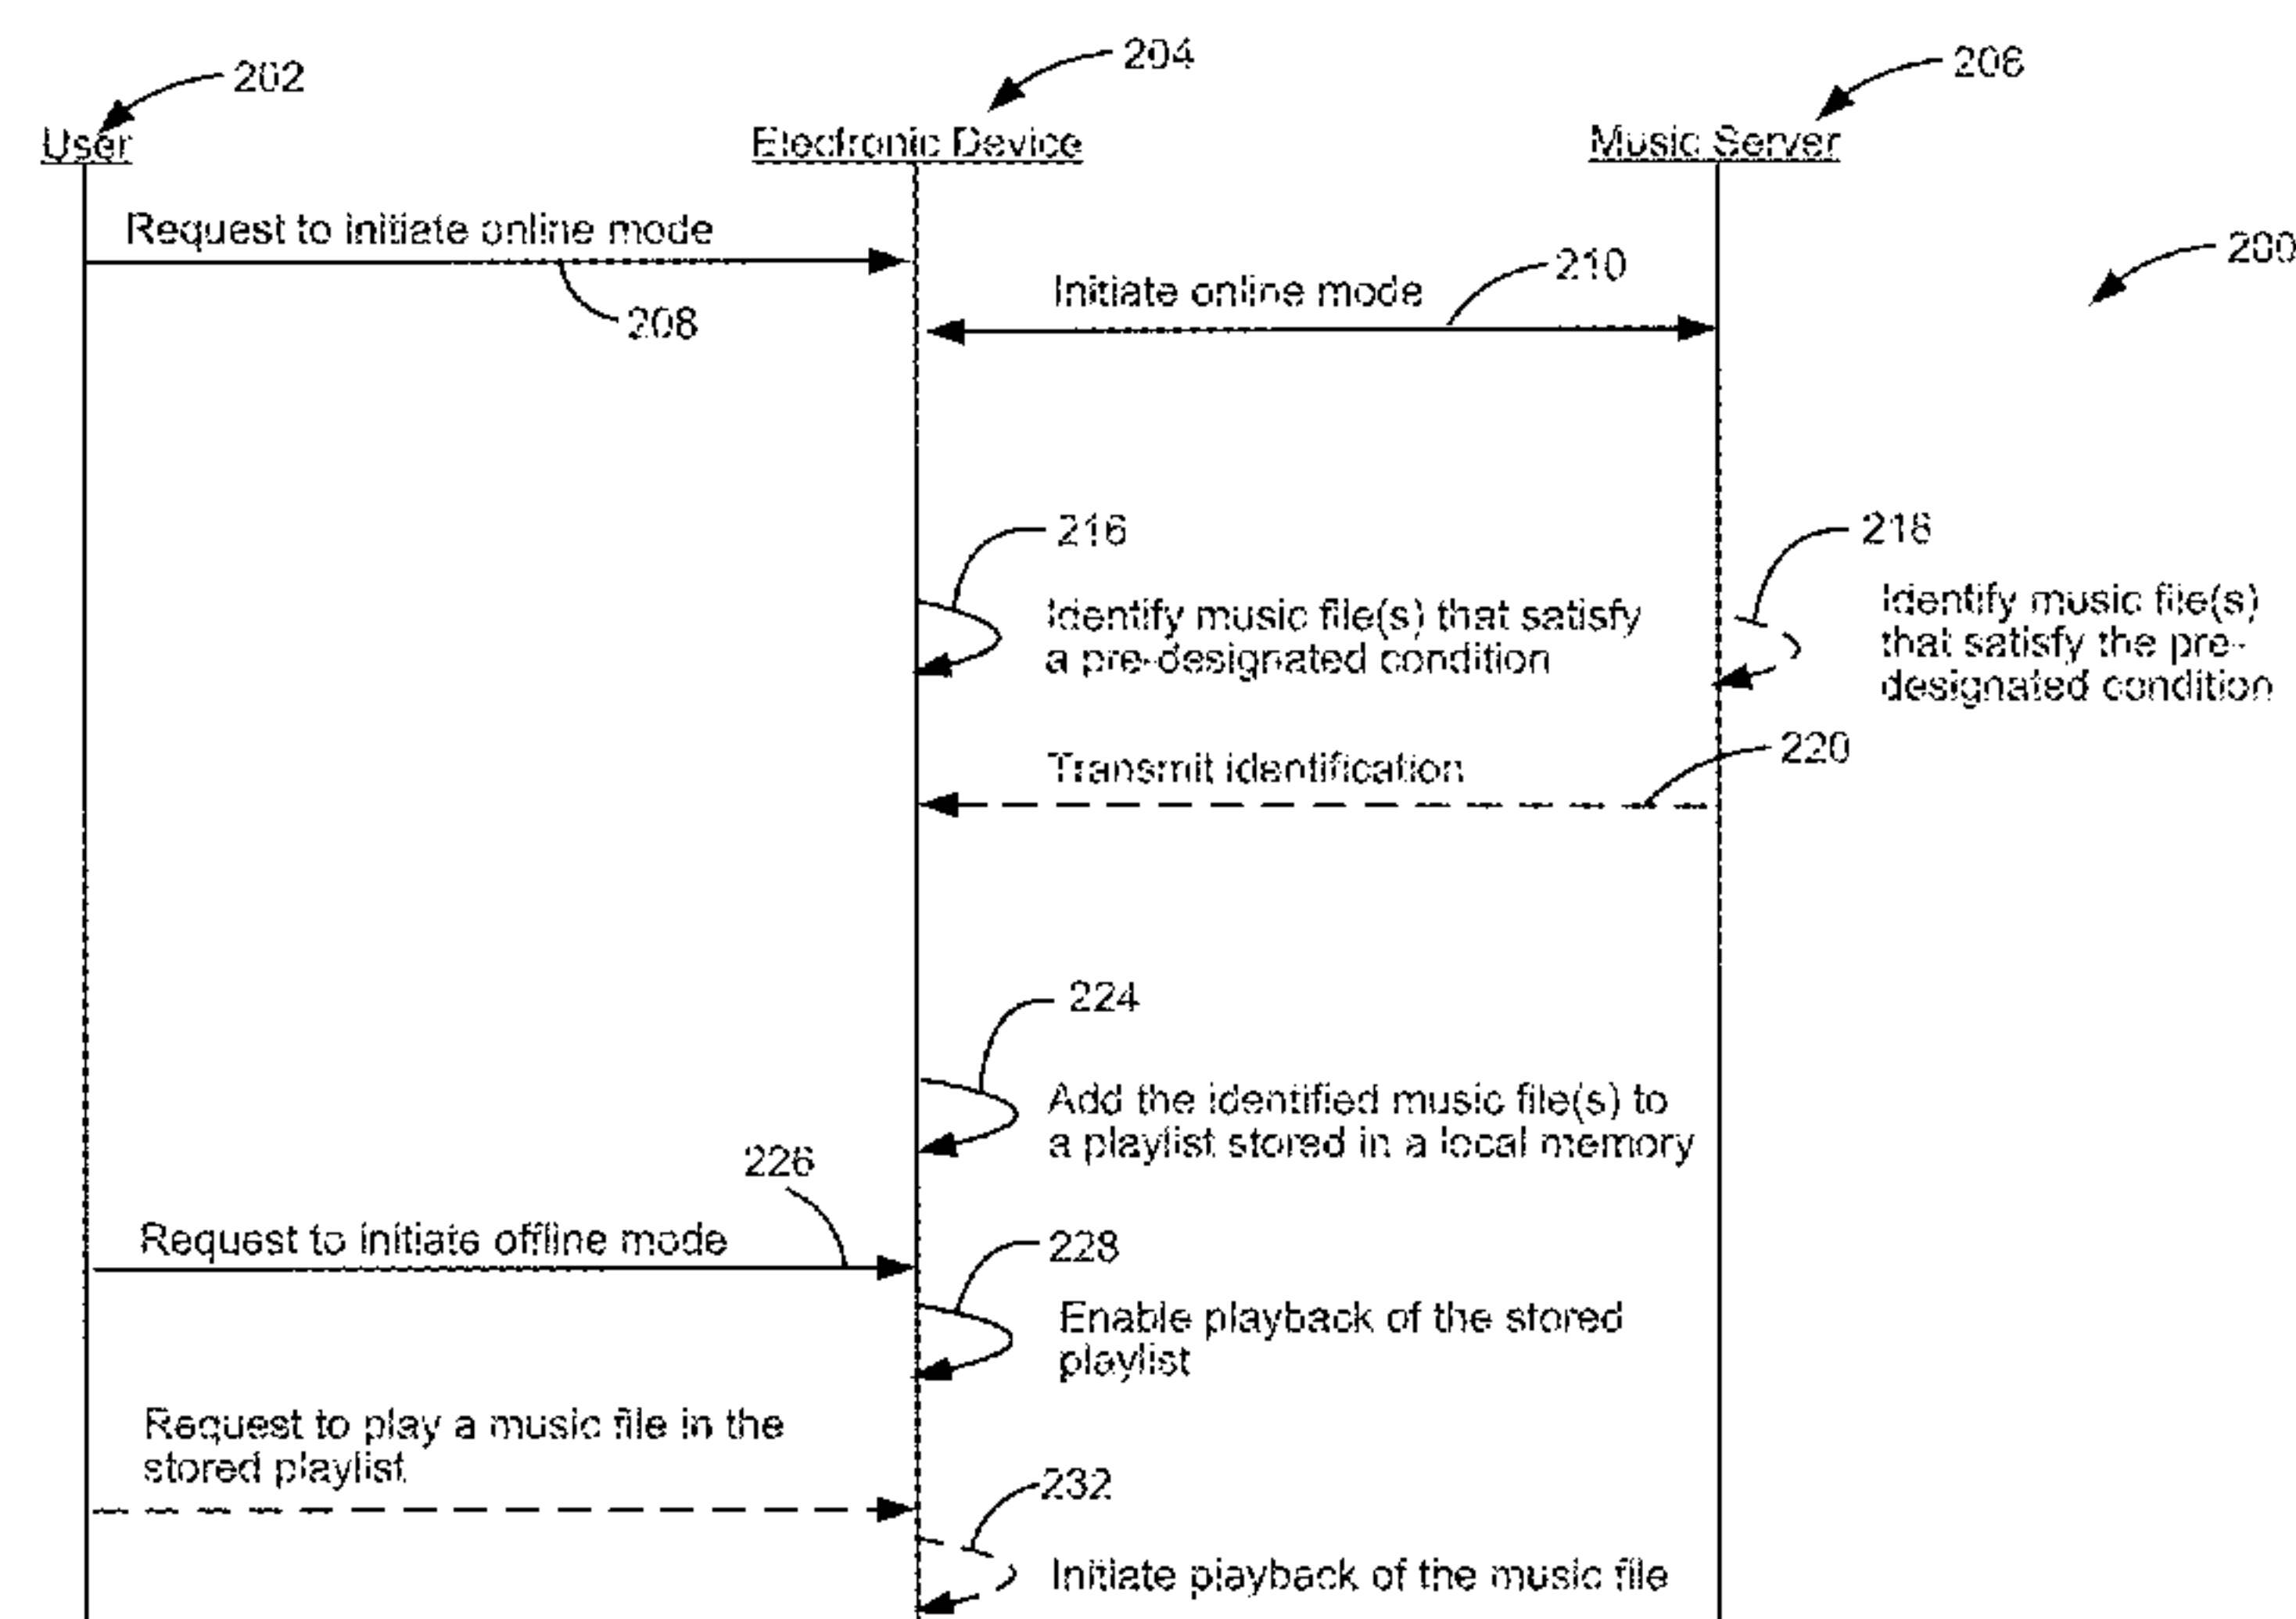 202
204
206
User
Electronic Device
Music Server
Request to initiate online mode
200
210
Initiate online mode
208
216
218
Identify music file(s) that satisfy
a pre-designated condition
Identify music file(s)
that satisfy the pre-
designated condition
220
Transmit identification
224
Add the identified music file(s) to
a playlist stored in a local memory
226
Request to initiate offline mode
228
Enable playback of the stored
playlist
Request to play a music file in the
stored playlist
232
Initiate playback of the music file